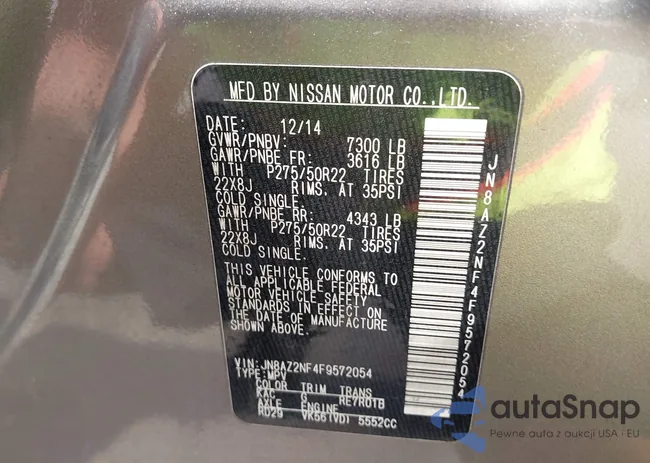 MFD BY NISSAN MOTOR CO.,LTD.
DATE: 12/14
GVWR/PNBV: 7300 LB
GAWR/PNBE FR: 3616 LB
WITH P275/50R22 TIRES
22X8J RIMS, AT 35PSI
COLD SINGLE.
GAWR/PNBE RR: 4343 LB
WITH P275/50R22 TIRES
22X8J RIMS, AT 35PSI
COLD SINGLE.
THIS VEHICLE CONFORMS TO
ALL APPLICABLE FEDERAL
MOTOR VEHICLE SAFETY
STANDARDS IN EFFECT ON
THE DATE OF MANUFACTURE
SHOWN ABOVE.
VIN: JN8AZ2NF4F9572054
TYPE: MPV
COLOR TRIM TRANS
KAC G RE7R01B
AXLE ENGINE
RD29 VK56(VD) 5552CC
JN8AZ2NF4F9572054
autaSnap
Pewne auta z aukcji USA i EU